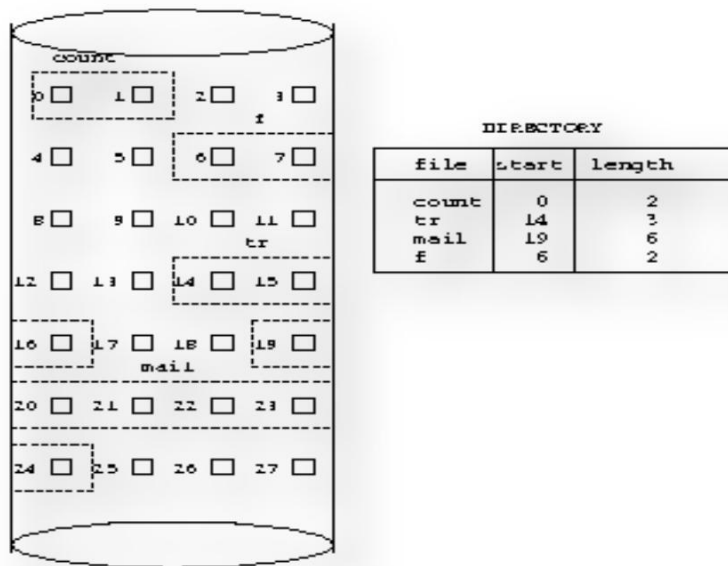 count
0 1 2 3
f
4 5 6 7
8 9 10 11
tr
12 13 14 15
16 17 18 19
mail
20 21 22 23
24 25 26 27
DIRECTORY
file start length
count 0 2
tr 14 3
mail 19 6
f 6 2